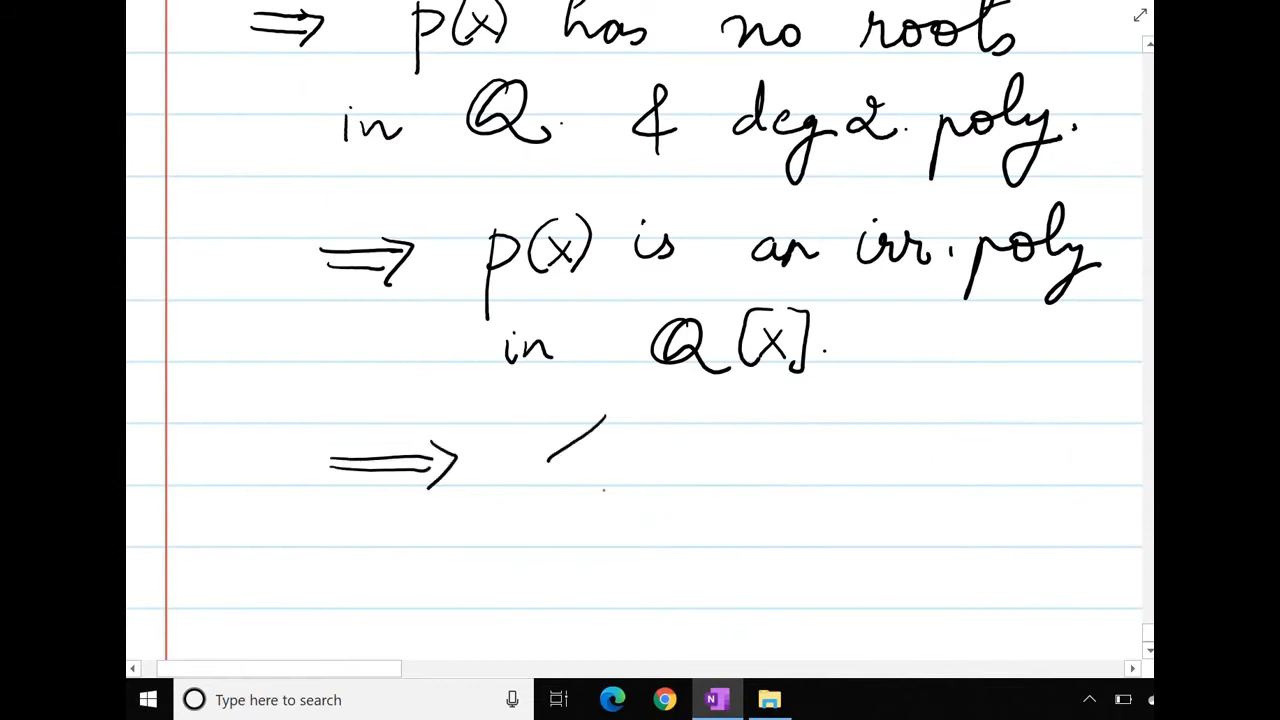 ⇒ p(x) has no roots
in ℚ. & deg 2. poly.
⇒ p(x) is an irr. poly
in ℚ[x].
⇒
Type here to search